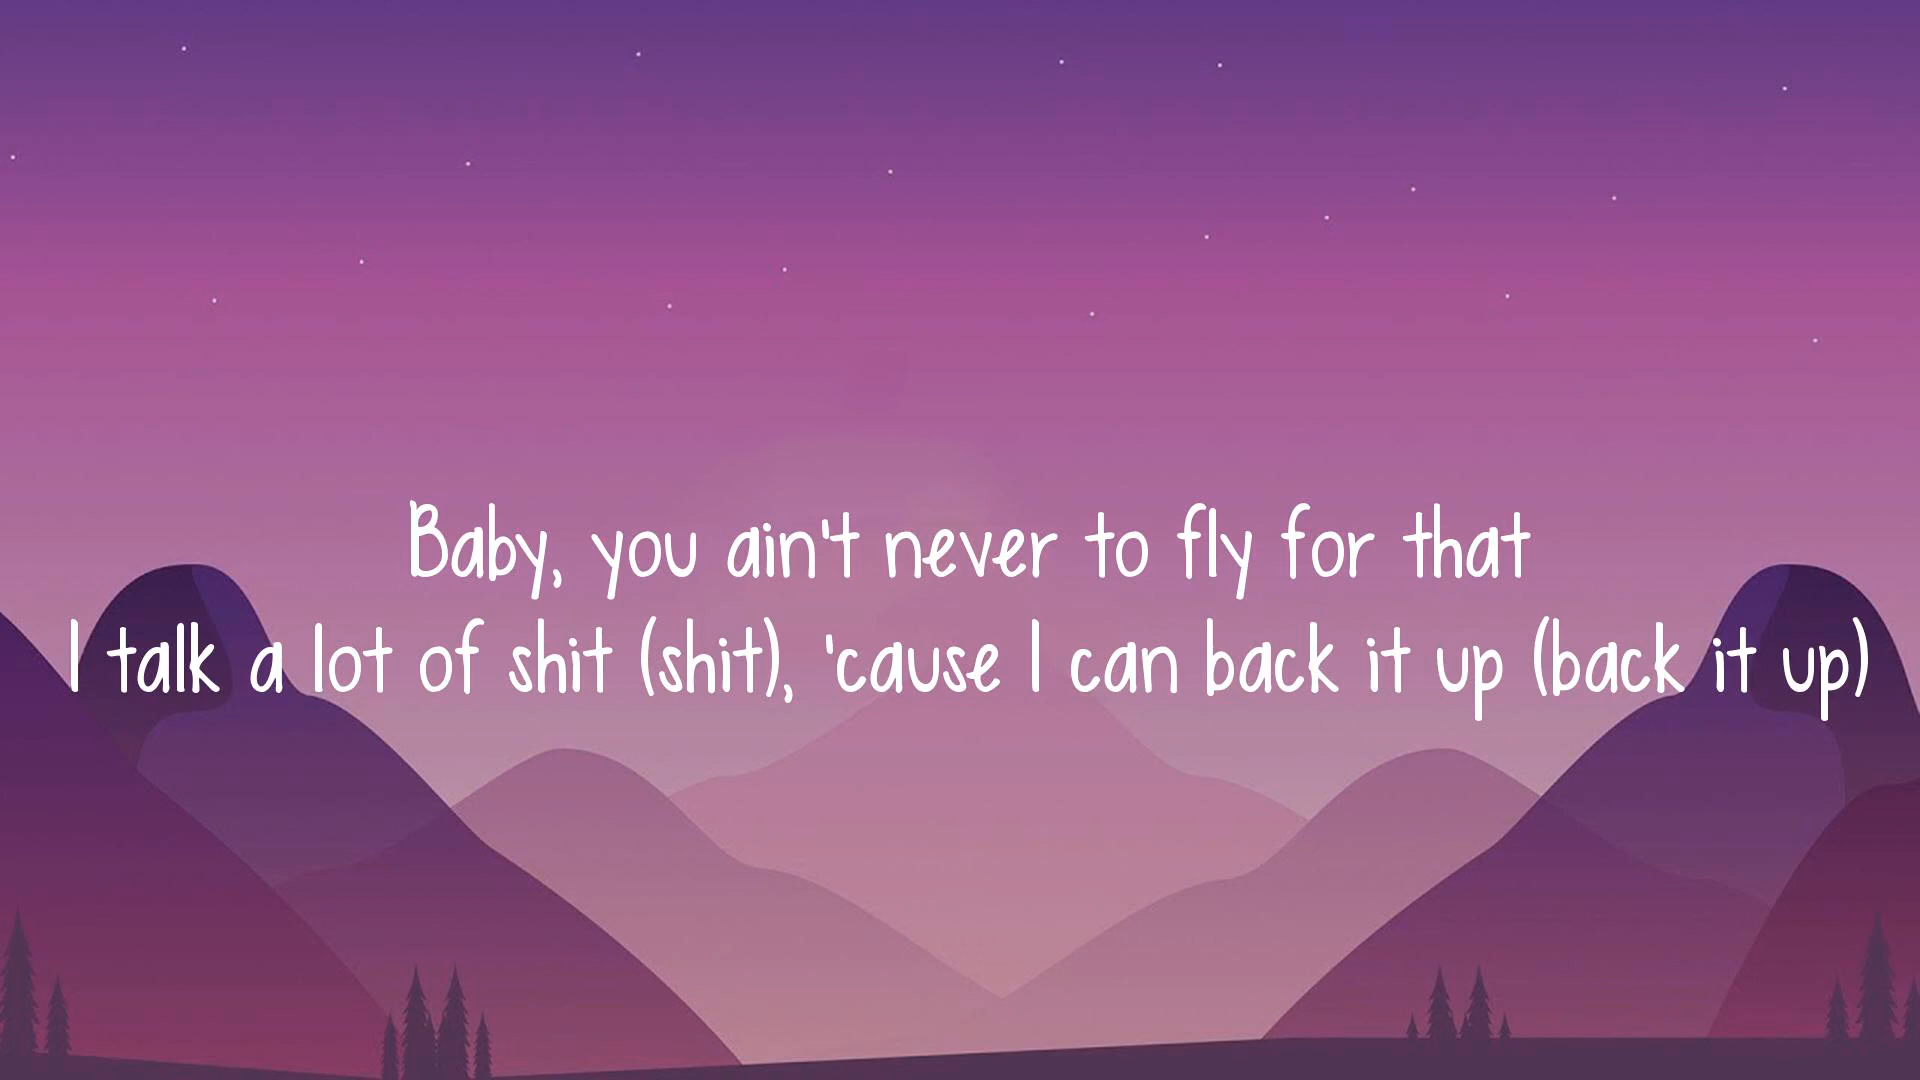 Baby, you ain't never to fly for that
I talk a lot of shit (shit), 'cause I can back it up (back it up)